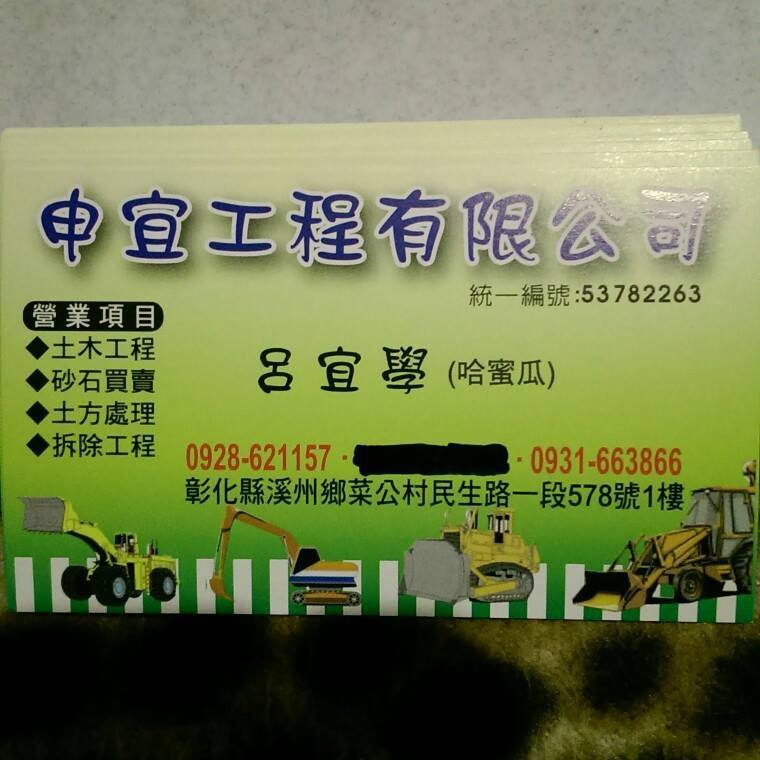 申宜工程有限公司
統一編號:53782263
營業項目
◆土木工程
◆砂石買賣
◆土方處理
◆拆除工程
呂宜學 (哈蜜瓜)
0928-621157 · · 0931-663866
彰化縣溪州鄉菜公村民生路一段578號1樓